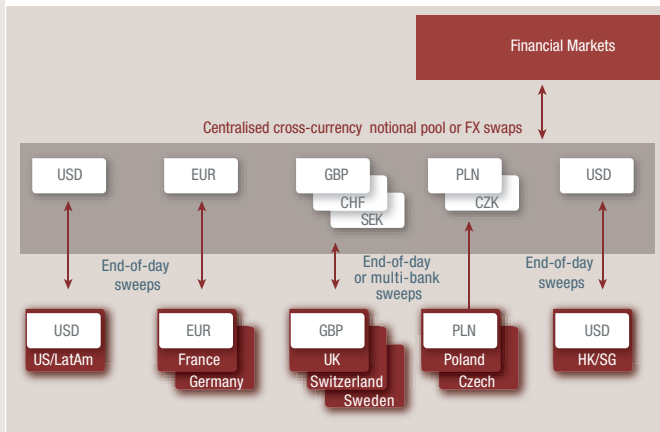 Financial Markets
Centralised cross-currency notional pool or FX swaps
USD
EUR
GBP
CHF
SEK
PLN
CZK
USD
End-of-day
sweeps
End-of-day
or multi-bank
sweeps
End-of-day
sweeps
USD
US/LatAm
EUR
France
Germany
GBP
UK
Switzerland
Sweden
PLN
Poland
Czech
USD
HK/SG